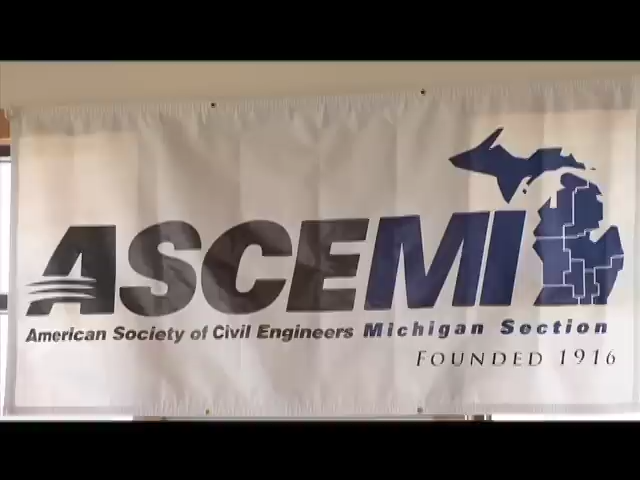 ASCEMI
American Society of Civil Engineers Michigan Section
FOUNDED 1916